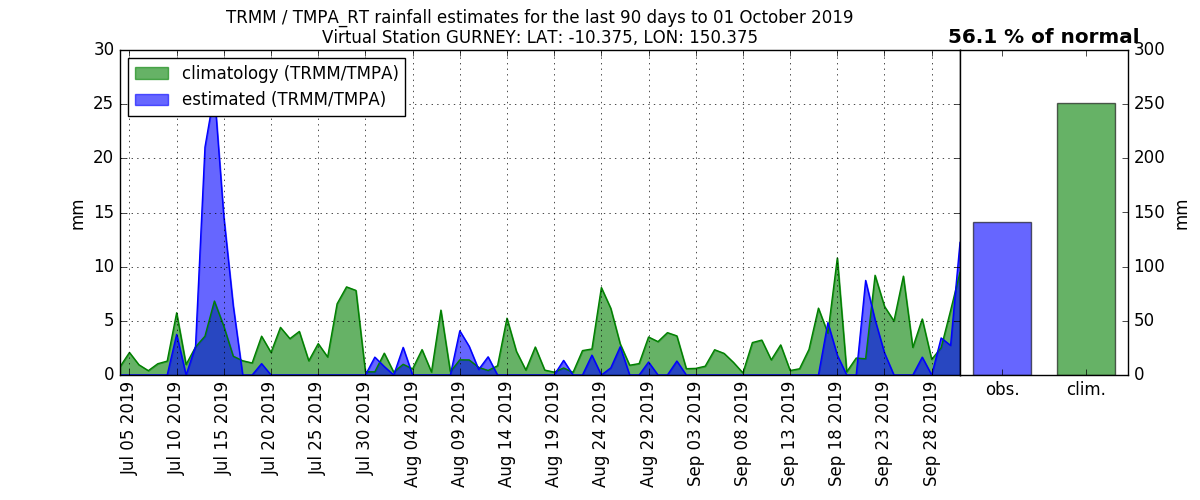 TRMM / TMPA_RT rainfall estimates for the last 90 days to 01 October 2019
Virtual Station GURNEY: LAT: -10.375, LON: 150.375
56.1 % of normal
climatology (TRMM/TMPA)
estimated (TRMM/TMPA)
30
25
20
15
10
5
0
mm
Jul 05 2019
Jul 10 2019
Jul 15 2019
Jul 20 2019
Jul 25 2019
Jul 30 2019
Aug 04 2019
Aug 09 2019
Aug 14 2019
Aug 19 2019
Aug 24 2019
Aug 29 2019
Sep 03 2019
Sep 08 2019
Sep 13 2019
Sep 18 2019
Sep 23 2019
Sep 28 2019
obs.
clim.
300
250
200
150
100
50
0
mm